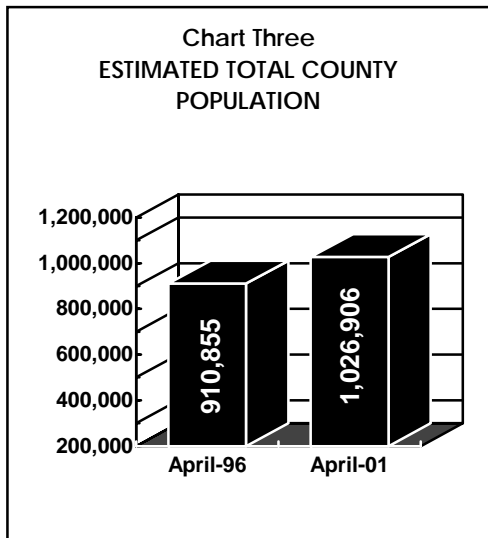 Chart Three
ESTIMATED TOTAL COUNTY
POPULATION
1,200,000
1,000,000
800,000
600,000
400,000
200,000
910,855
1,026,906
April-96
April-01